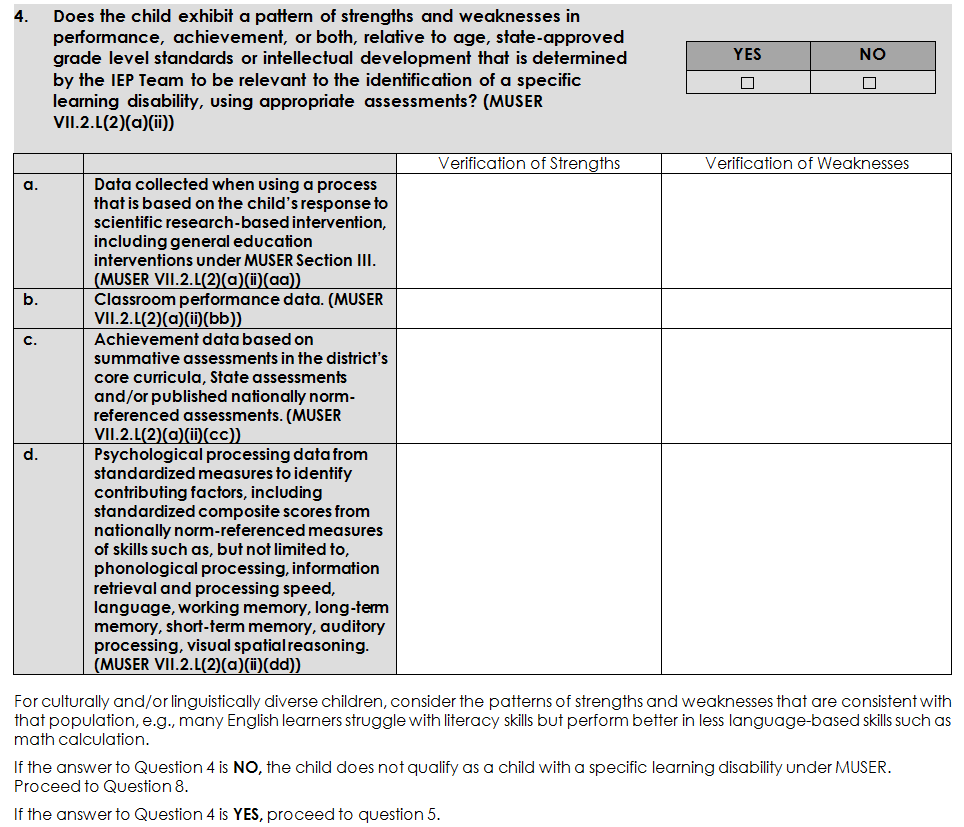 4. Does the child exhibit a pattern of strengths and weaknesses in
performance, achievement, or both, relative to age, state-approved
grade level standards or intellectual development that is determined
by the IEP Team to be relevant to the identification of a specific
learning disability, using appropriate assessments? (MUSER
VII.2.L(2)(a)(ii))
YES NO
☐ ☐
Verification of Strengths Verification of Weaknesses
a. Data collected when using a process
that is based on the child’s response to
scientific research-based intervention,
including general education
interventions under MUSER Section III.
(MUSER VII.2.L(2)(a)(ii)(aa))
b. Classroom performance data. (MUSER
VII.2.L(2)(a)(ii)(bb))
c. Achievement data based on
summative assessments in the district’s
core curricula, State assessments
and/or published nationally norm-
referenced assessments. (MUSER
VII.2.L(2)(a)(ii)(cc))
d. Psychological processing data from
standardized measures to identify
contributing factors, including
standardized composite scores from
nationally norm-referenced measures
of skills such as, but not limited to,
phonological processing, information
retrieval and processing speed,
language, working memory, long-term
memory, short-term memory, auditory
processing, visual spatial reasoning.
(MUSER VII.2.L(2)(a)(ii)(dd))
For culturally and/or linguistically diverse children, consider the patterns of strengths and weaknesses that are consistent with
that population, e.g., many English learners struggle with literacy skills but perform better in less language-based skills such as
math calculation.
If the answer to Question 4 is NO, the child does not qualify as a child with a specific learning disability under MUSER.
Proceed to Question 8.
If the answer to Question 4 is YES, proceed to question 5.